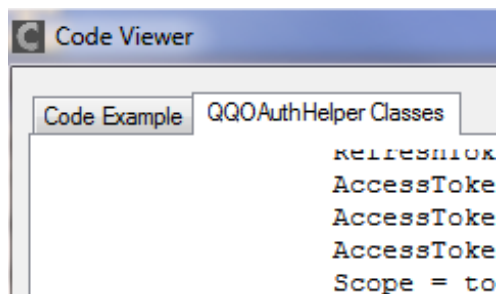 Code Viewer
Code Example
QQOAuthHelper Classes
AccessToke
AccessToke
AccessToke
Scope = to